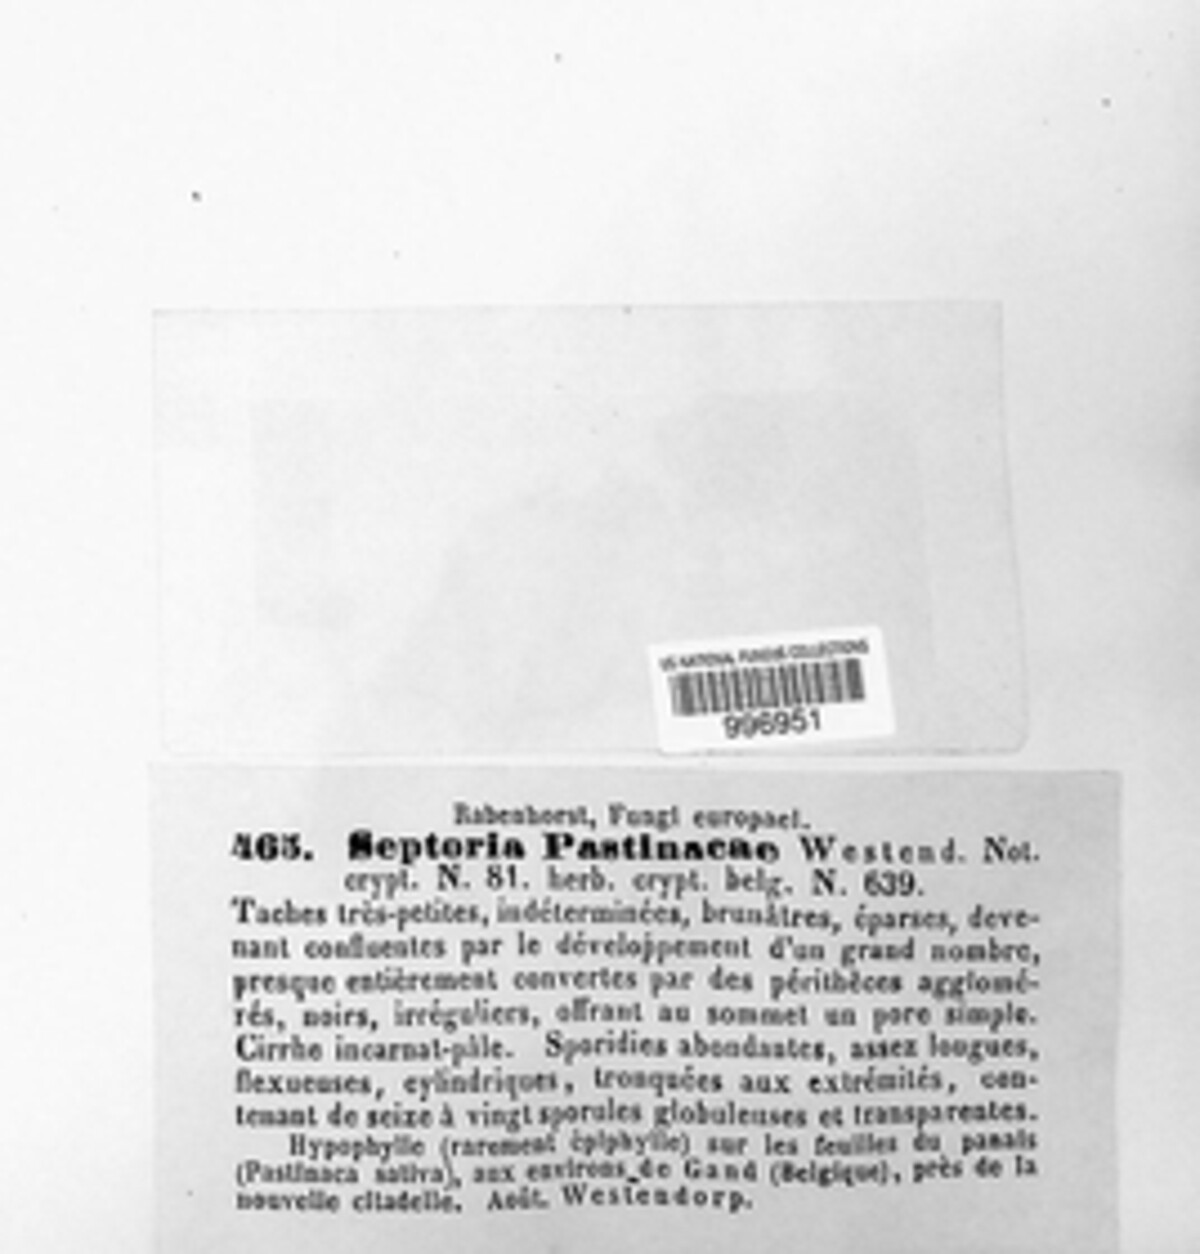 US NATIONAL FUNGUS COLLECTIONS
996951
Rabenhorst, Fungi europaei.
465. Septoria Pastinacae Westend. Not.
crypt. N. 81. herb. crypt. belg. N. 639.
Taches très-petites, indéterminées, brunâtres, éparses, deve-
nant confluentes par le développement d'un grand nombre,
presque entièrement convertes par des périthèces agglomé-
rés, noirs, irréguliers, offrant au sommet un pore simple.
Cirrhe incarnat-pâle. Sporidies abondantes, assez longues,
flexueuses, cylindriques, tronquées aux extrémités, con-
tenant de seize à vingt sporules globuleuses et transparentes.
Hypophylle (rarement épiphylle) sur les feuilles du panais
(Pastinaca sativa), aux environs de Gand (Belgique), près de la
nouvelle citadelle. Août. Westendorp.